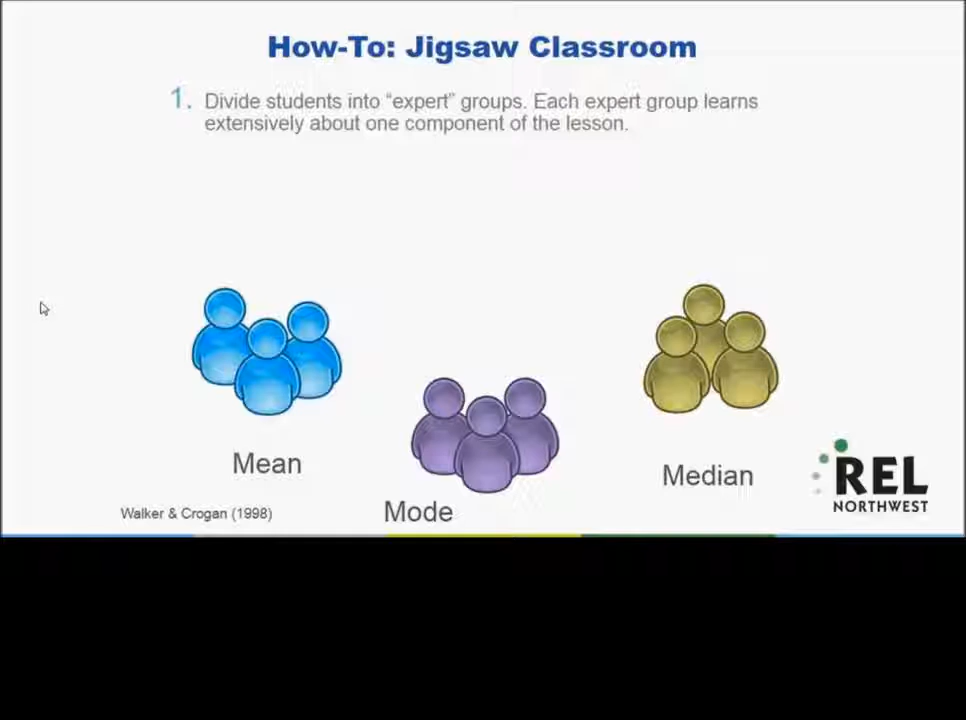 How-To: Jigsaw Classroom
1. Divide students into “expert” groups. Each expert group learns
extensively about one component of the lesson.
Mean
Mode
Median
Walker & Crogan (1998)
REL
NORTHWEST